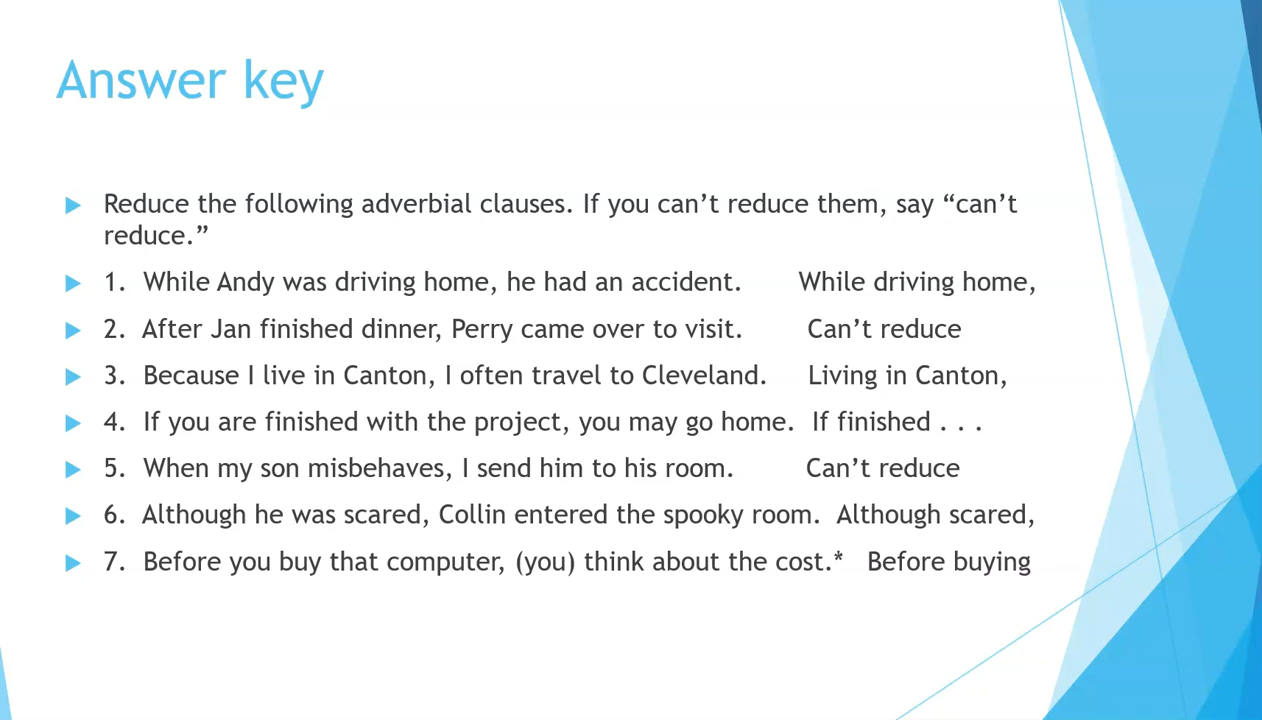 Answer key
Reduce the following adverbial clauses. If you can’t reduce them, say “can’t
reduce.”
1. While Andy was driving home, he had an accident. While driving home,
2. After Jan finished dinner, Perry came over to visit. Can’t reduce
3. Because I live in Canton, I often travel to Cleveland. Living in Canton,
4. If you are finished with the project, you may go home. If finished . . .
5. When my son misbehaves, I send him to his room. Can’t reduce
6. Although he was scared, Collin entered the spooky room. Although scared,
7. Before you buy that computer, (you) think about the cost.* Before buying